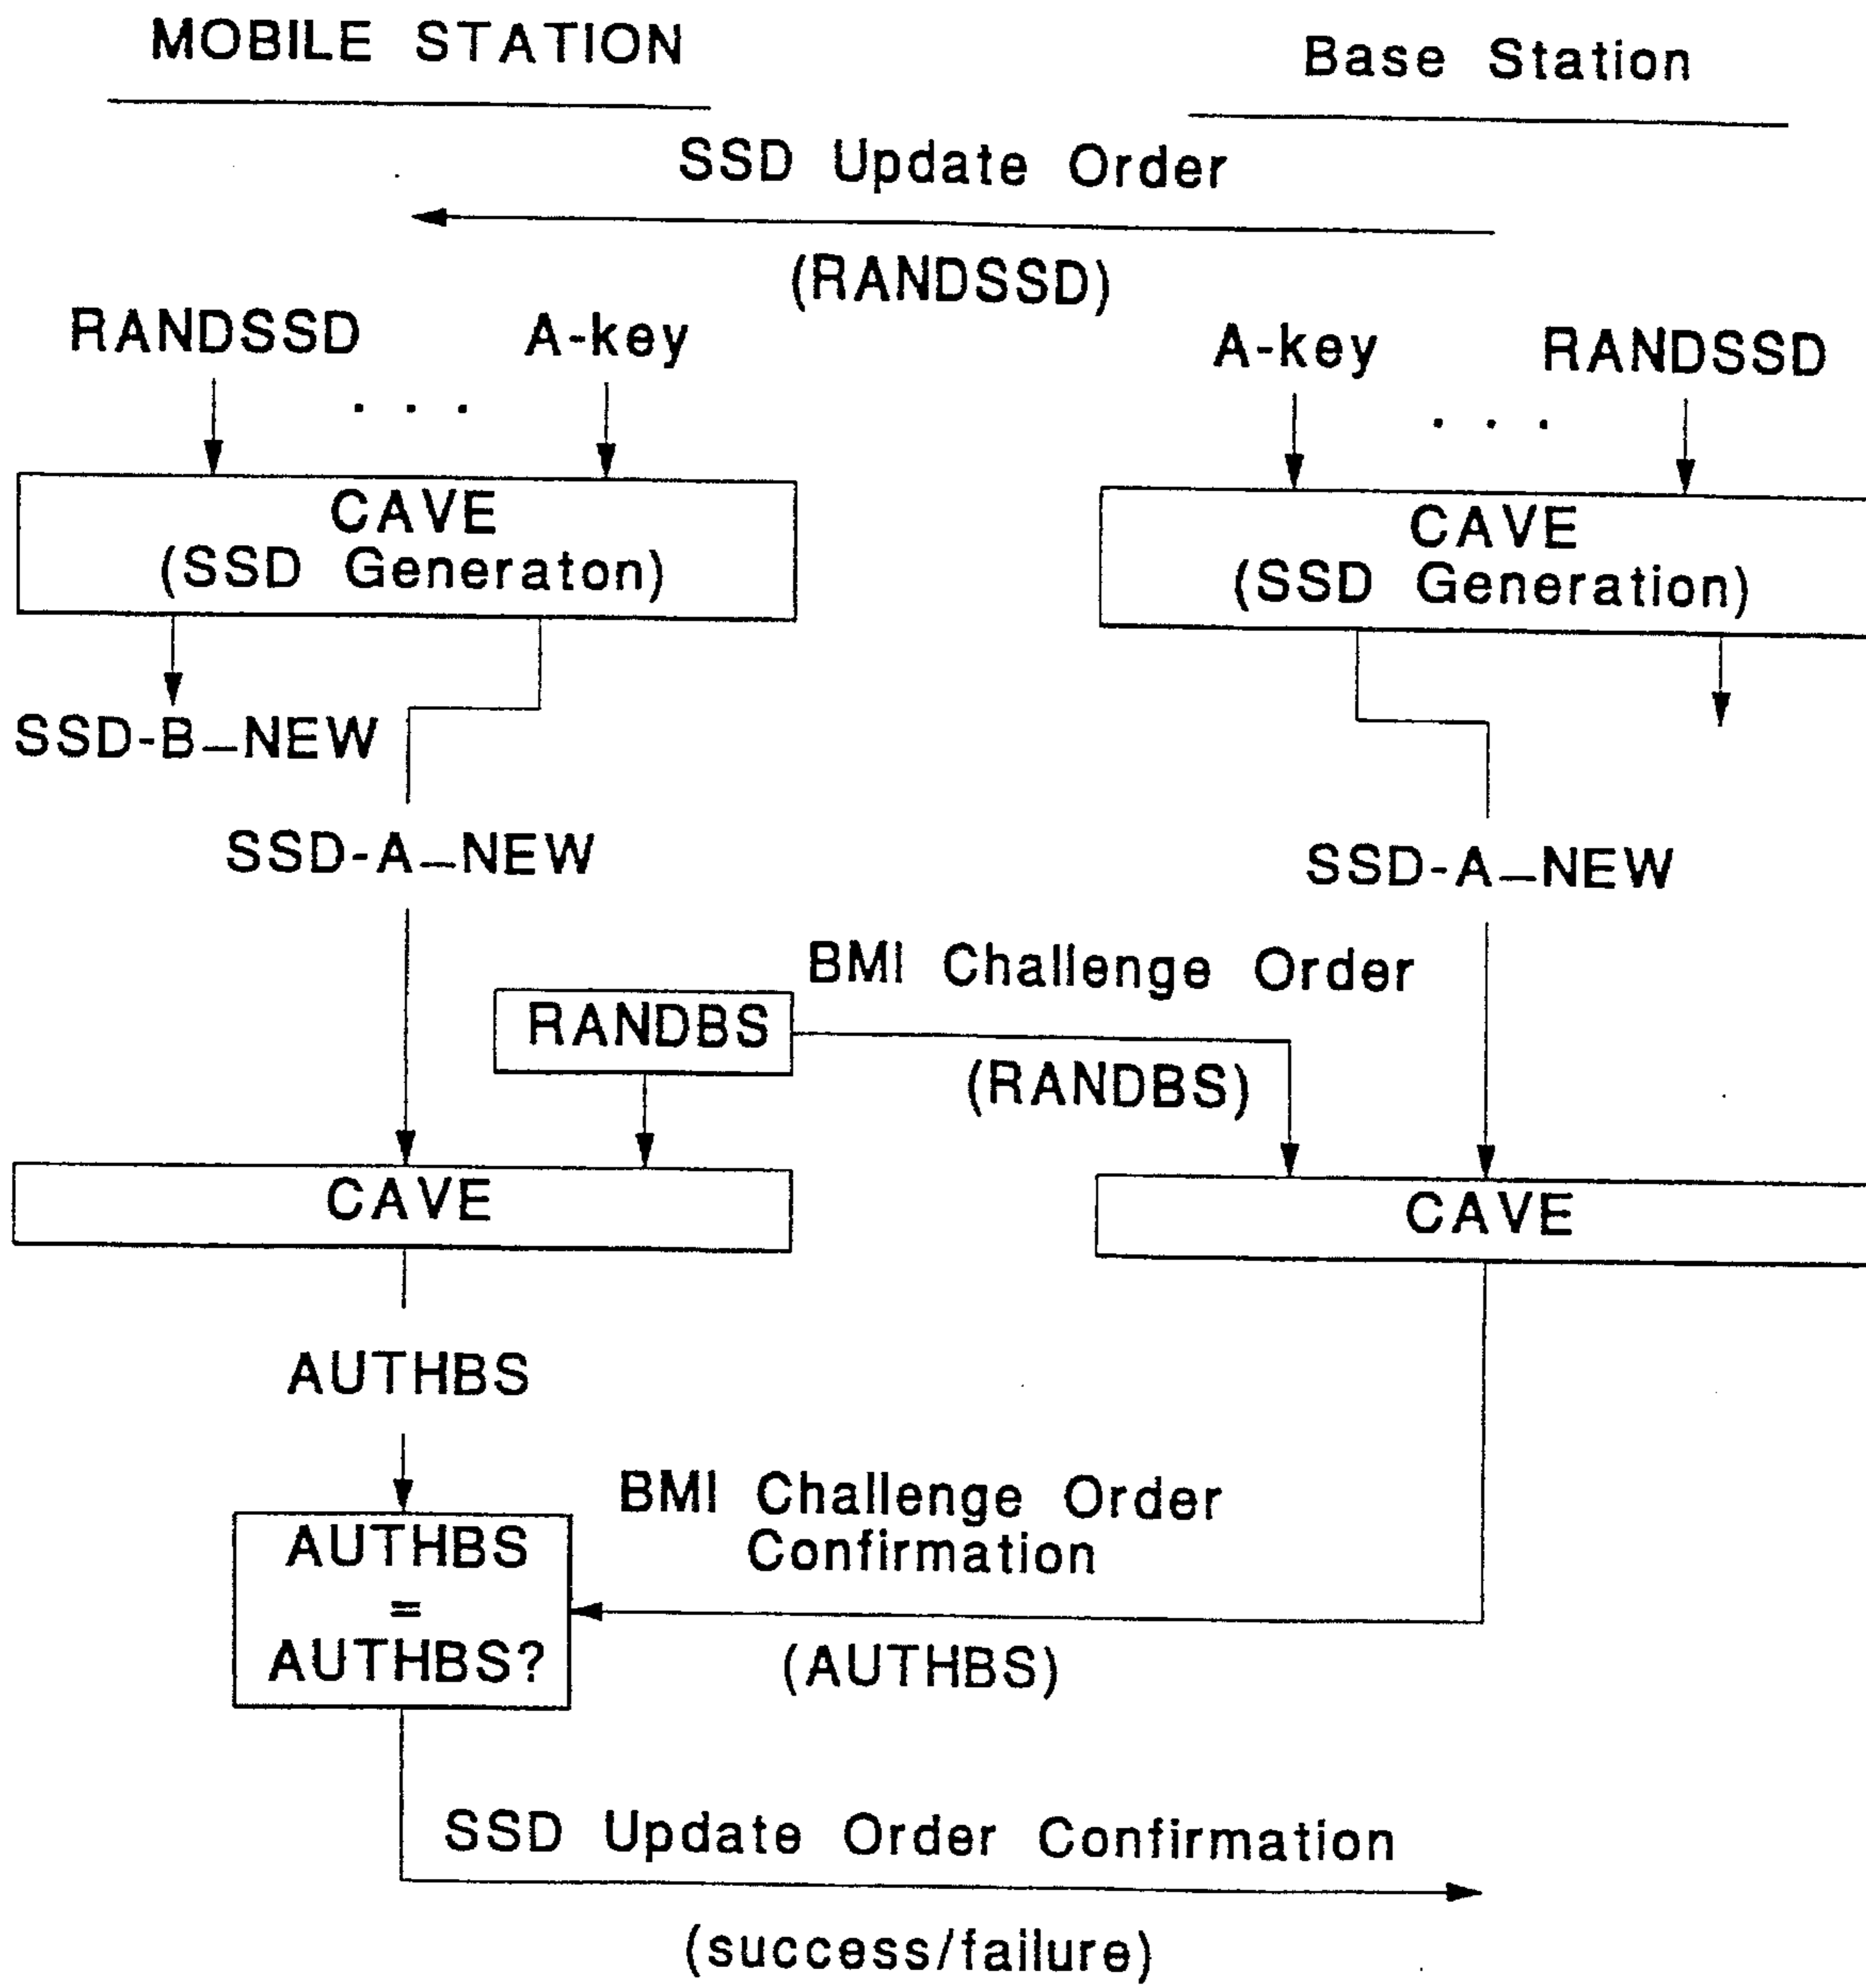 MOBILE STATION
Base Station
SSD Update Order
(RANDSSD)
RANDSSD
. . .
A-key
A-key
. . .
RANDSSD
CAVE
(SSD Generaton)
CAVE
(SSD Generation)
SSD-B_NEW
SSD-A_NEW
SSD-A_NEW
BMI Challenge Order
RANDBS
(RANDBS)
CAVE
CAVE
AUTHBS
BMI Challenge Order
Confirmation
AUTHBS
=
AUTHBS?
(AUTHBS)
SSD Update Order Confirmation
(success/failure)